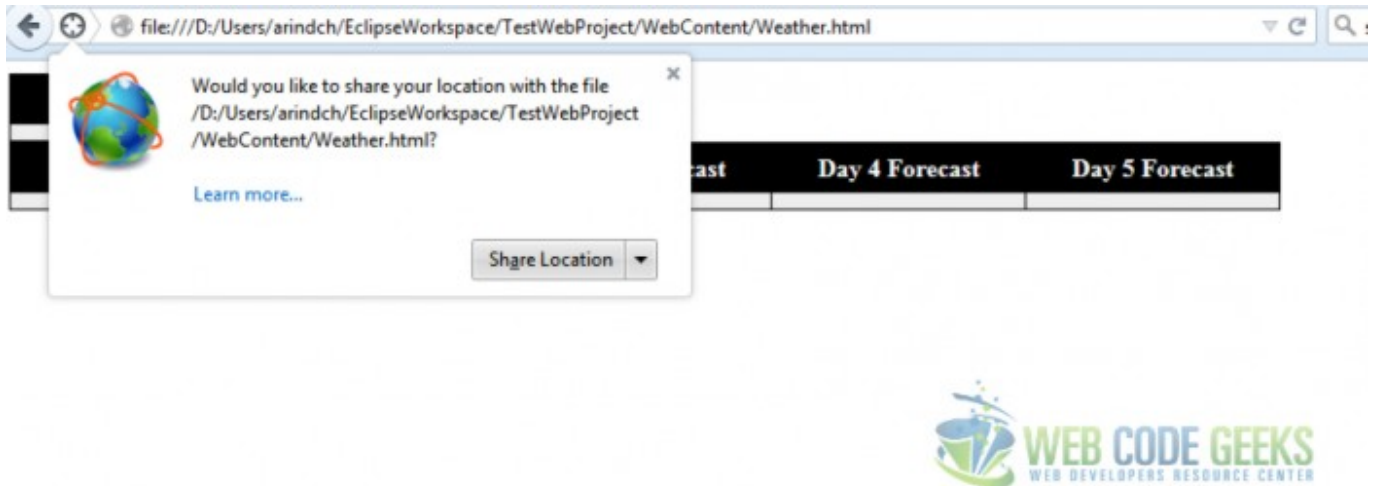 file:///D:/Users/arindch/EclipseWorkspace/TestWebProject/WebContent/Weather.html
Would you like to share your location with the file
/D:/Users/arindch/EclipseWorkspace/TestWebProject
/WebContent/Weather.html?
Learn more...
Share Location
cast Day 4 Forecast Day 5 Forecast
WEB CODE GEEKS
WEB DEVELOPERS RESOURCE CENTER